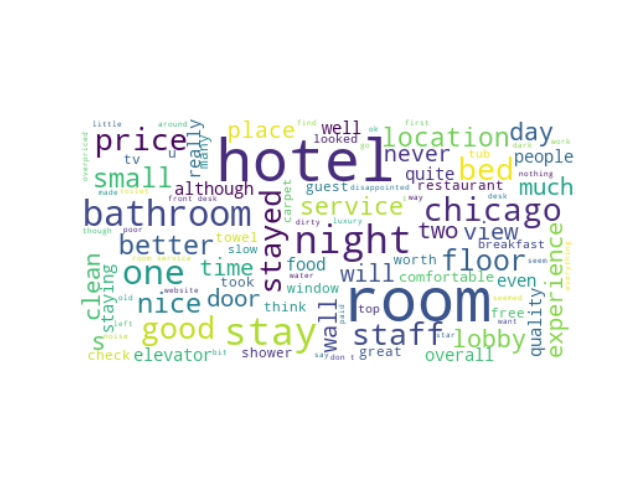 little around find first
overpriced price really many place well looked ok go never location day dark work
tv u people
small although hotel tub quite bed nothing
made toilet front desk guest disappointed restaurant much
bathroom stayed carpet service way chicago desk
though poor dirty luxury
better towel night two view breakfast
clean staying room service slow food will worth floor seem experience everything
one time water comfortable even
old website took window room seemed
nice door think wall paid top free quality
s left good stay staff star lobby want
noise
check elevator bit shower say don t great overall